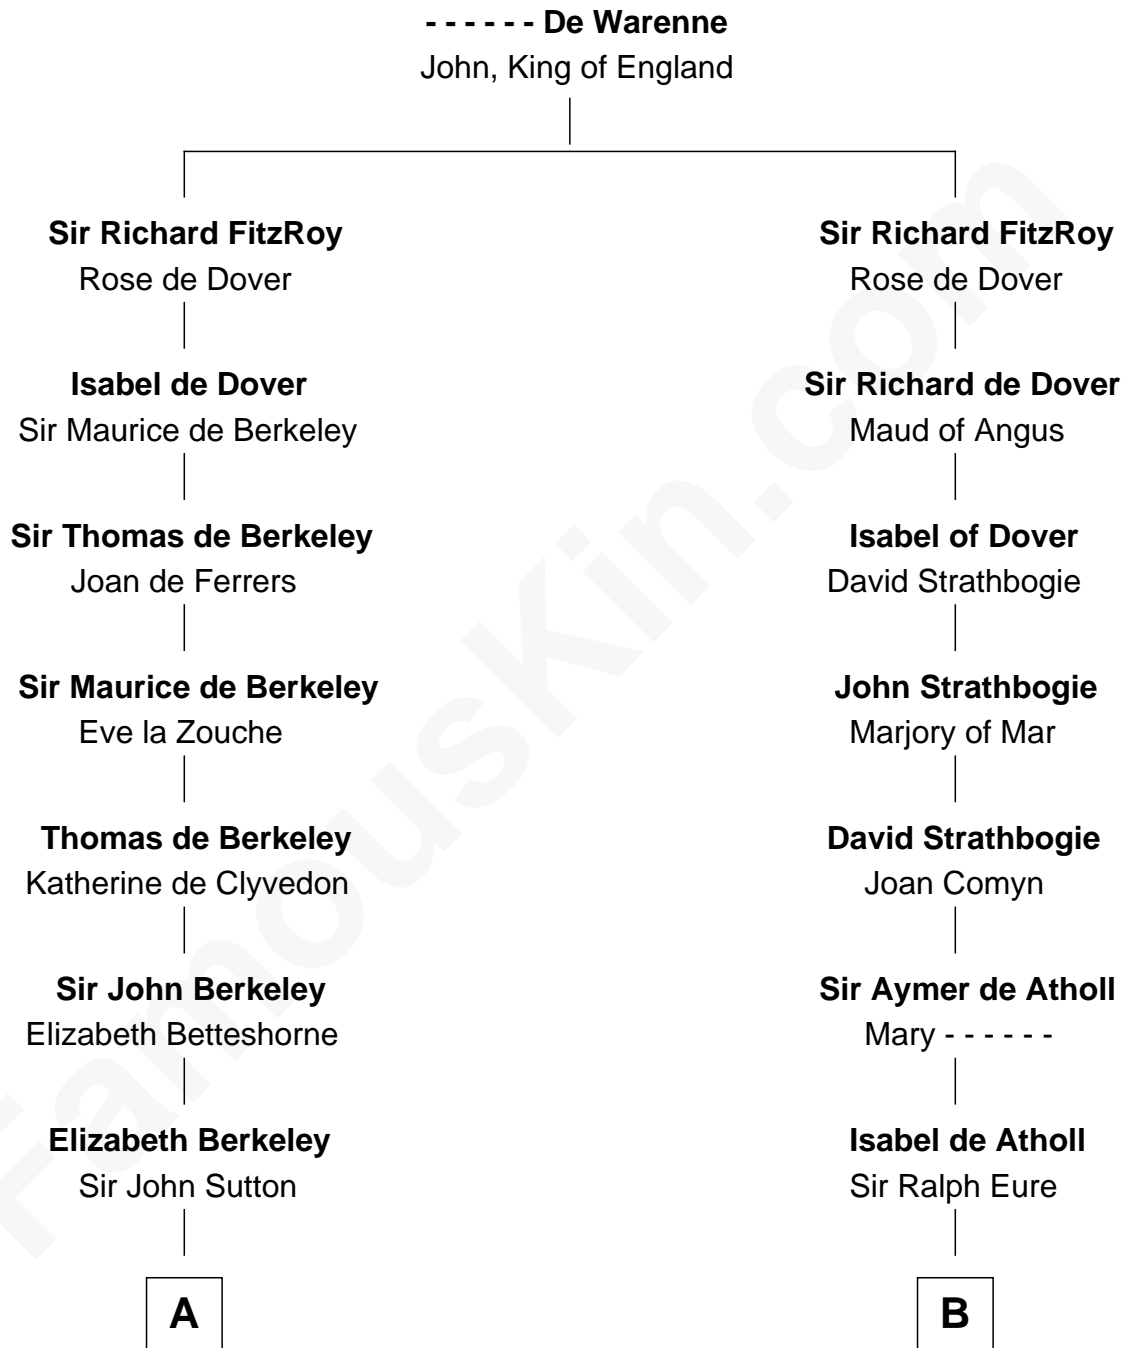 - - - - - - De Warenne
John, King of England
Sir Richard FitzRoy
Rose de Dover
Sir Richard FitzRoy
Rose de Dover
Isabel de Dover
Sir Maurice de Berkeley
Sir Richard de Dover
Maud of Angus
Sir Thomas de Berkeley
Joan de Ferrers
Isabel of Dover
David Strathbogie
Sir Maurice de Berkeley
Eve la Zouche
John Strathbogie
Marjory of Mar
Thomas de Berkeley
Katherine de Clyvedon
David Strathbogie
Joan Comyn
Sir John Berkeley
Elizabeth Betteshorne
Sir Aymer de Atholl
Mary - - - - - -
Elizabeth Berkeley
Sir John Sutton
Isabel de Atholl
Sir Ralph Eure
A
B
FamousKin.com